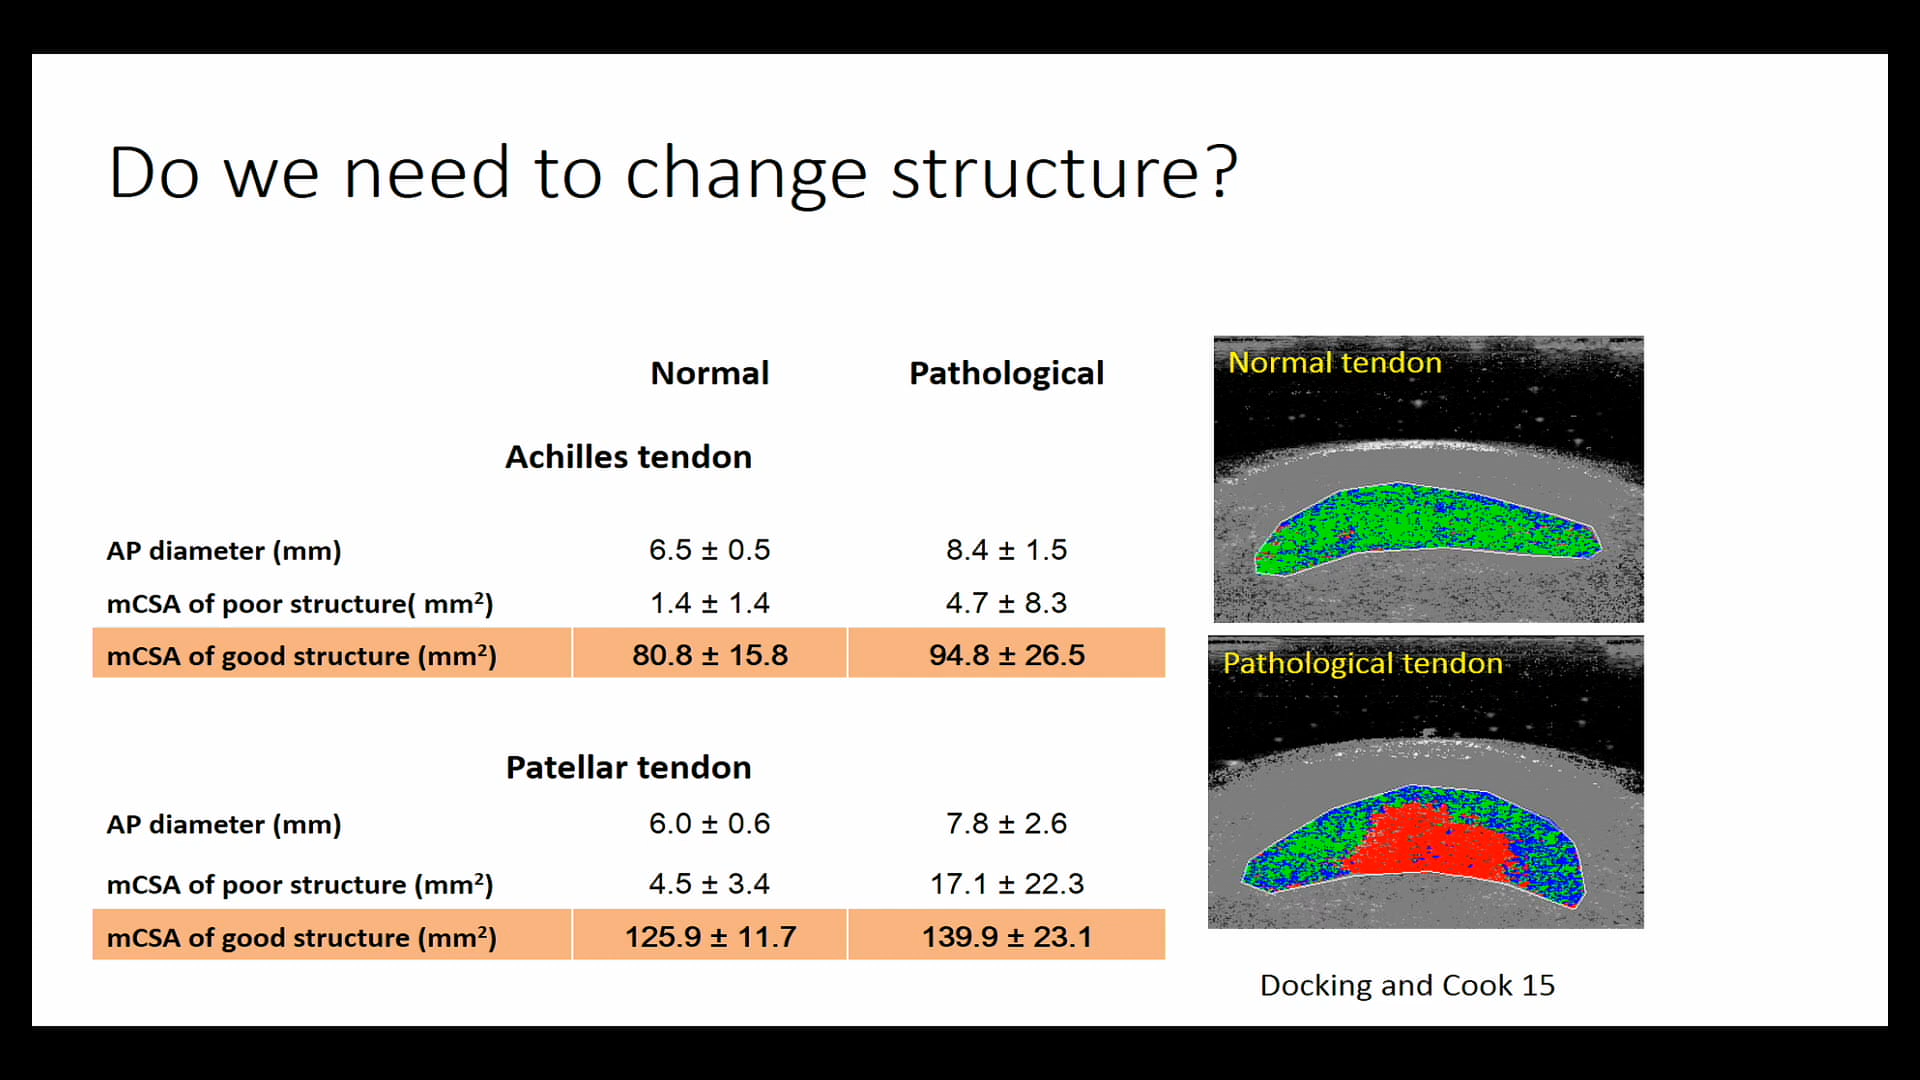 Do we need to change structure?
Normal Pathological
Achilles tendon
AP diameter (mm) 6.5 ± 0.5 8.4 ± 1.5
mCSA of poor structure( mm²) 1.4 ± 1.4 4.7 ± 8.3
mCSA of good structure (mm²) 80.8 ± 15.8 94.8 ± 26.5
Patellar tendon
AP diameter (mm) 6.0 ± 0.6 7.8 ± 2.6
mCSA of poor structure (mm²) 4.5 ± 3.4 17.1 ± 22.3
mCSA of good structure (mm²) 125.9 ± 11.7 139.9 ± 23.1
Normal tendon
Pathological tendon
Docking and Cook 15